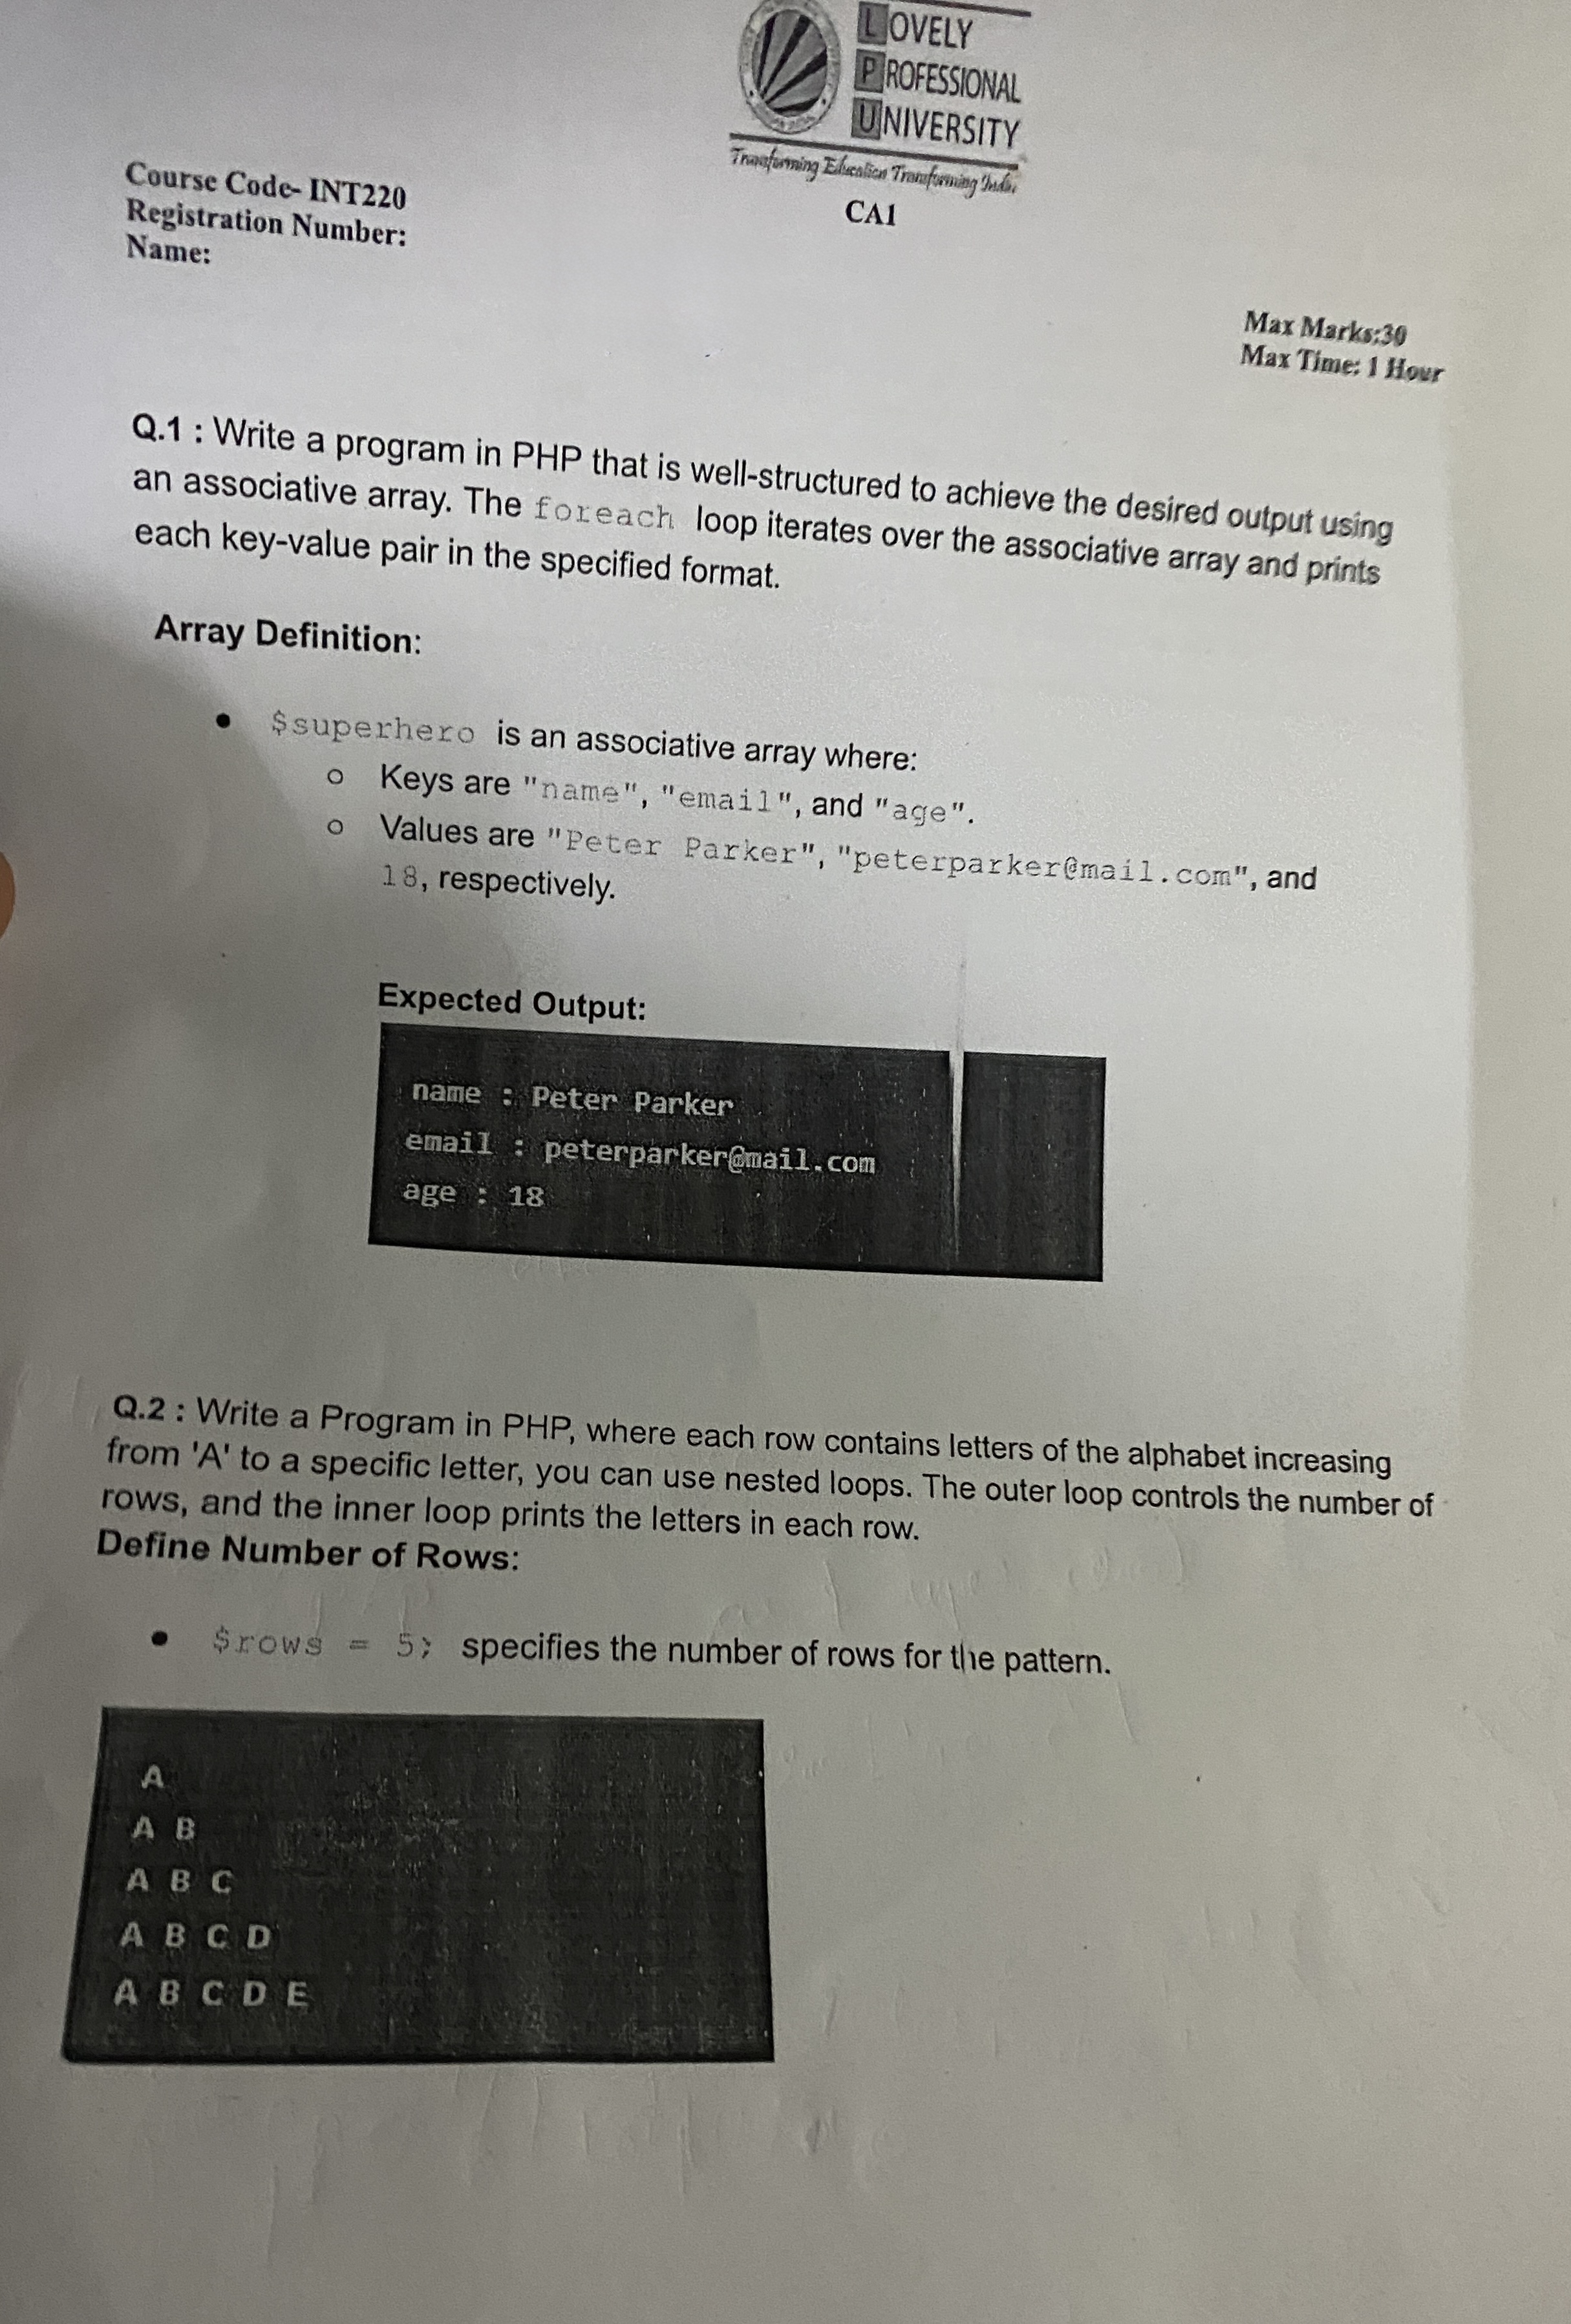 LOVELY
PROFESSIONAL
UNIVERSITY
Transforming Education Transforming India
CA1
Course Code- INT220
Registration Number:
Name:
Max Marks:30
Max Time: 1 Hour
Q.1 : Write a program in PHP that is well-structured to achieve the desired output using
an associative array. The foreach loop iterates over the associative array and prints
each key-value pair in the specified format.
Array Definition:
• $superhero is an associative array where:
o Keys are "name", "email", and "age".
o Values are "Peter Parker", "peterparker@mail.com", and
18, respectively.
Expected Output:
name : Peter Parker
email : peterparker@mail.com
age : 18
Q.2 : Write a Program in PHP, where each row contains letters of the alphabet increasing
from 'A' to a specific letter, you can use nested loops. The outer loop controls the number of
rows, and the inner loop prints the letters in each row.
Define Number of Rows:
• $rows = 5; specifies the number of rows for the pattern.
A
A B
A B C
A B C D
A B C D E